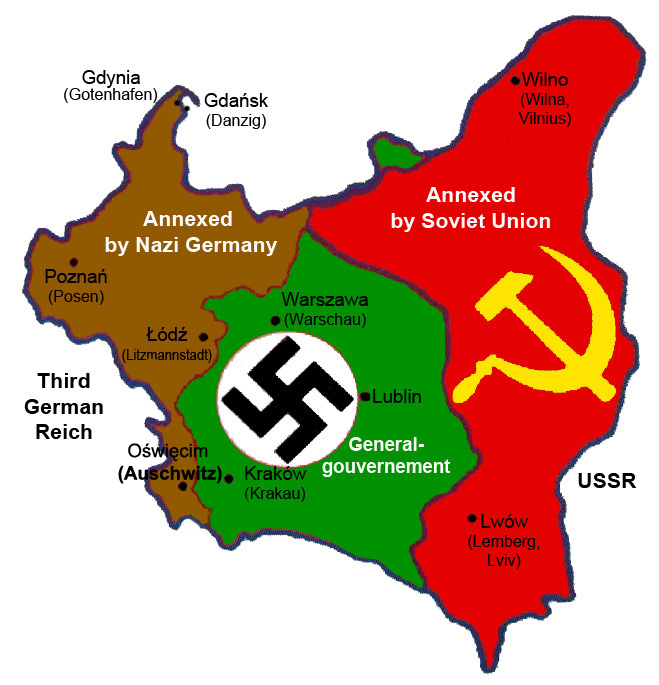 Gdynia
(Gotenhafen)
Gdańsk
(Danzig)
Wilno
(Wilna,
Vilnius)
Annexed
by Nazi Germany
Annexed
by Soviet Union
Poznań
(Posen)
Warszawa
(Warschau)
Łódź
(Litzmannstadt)
Third
German
Reich
Lublin
General-
gouvernement
Oświęcim
(Auschwitz)
Kraków
(Krakau)
USSR
Lwów
(Lemberg,
Lviv)